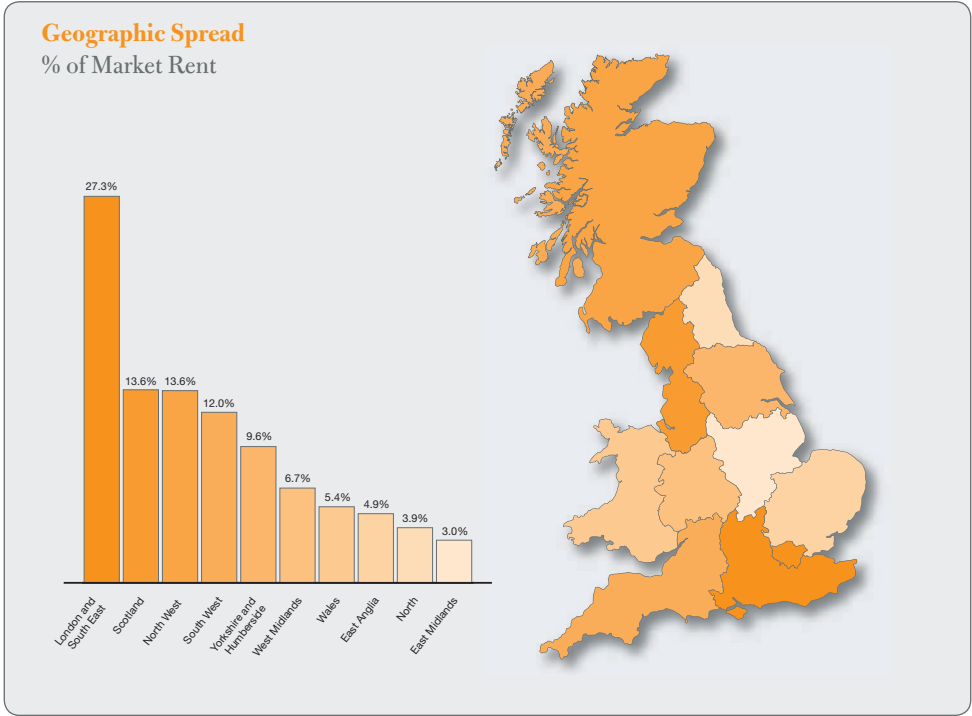 Geographic Spread
% of Market Rent
27.3%
13.6%
13.6%
12.0%
9.6%
6.7%
5.4%
4.9%
3.9%
3.0%
London and
South East
Scotland
North West
South West
Yorkshire and
Humberside
West Midlands
Wales
East Anglia
North
East Midlands